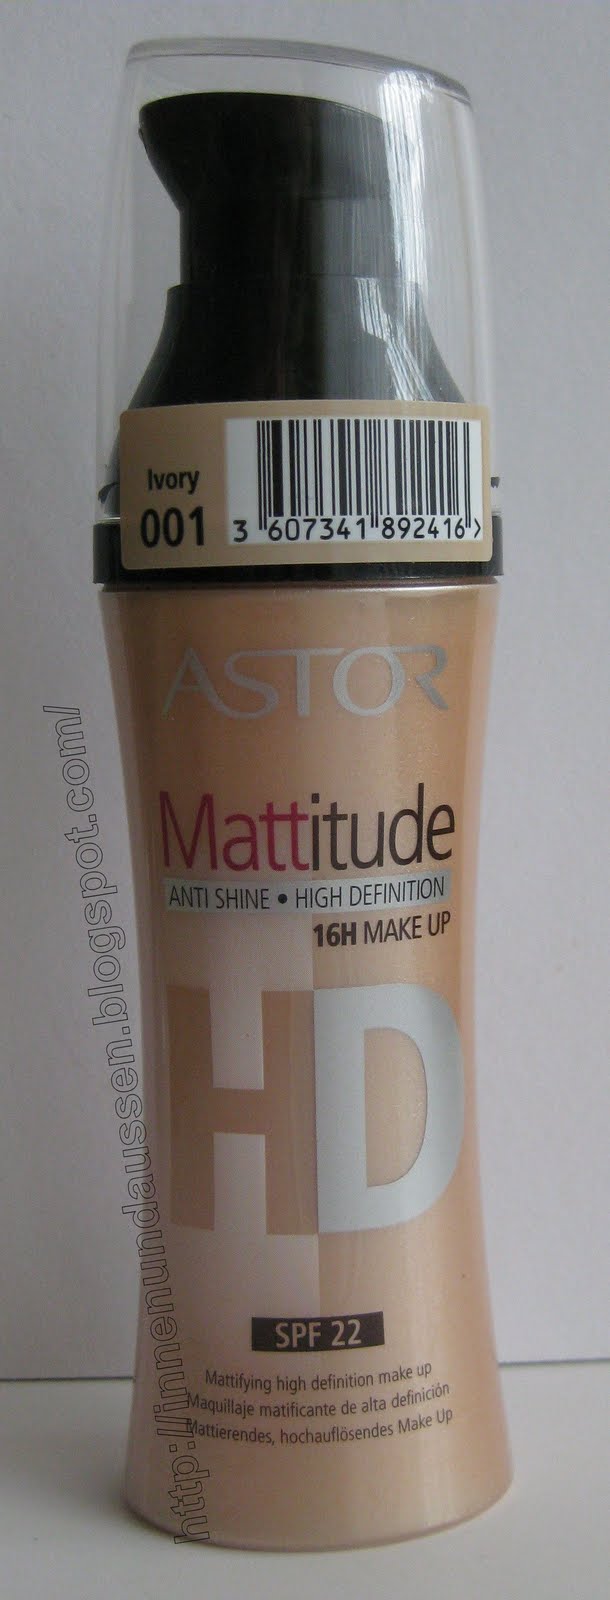 Ivory
001
3 607341 892416 >
ASTOR
Mattitude
ANTI SHINE • HIGH DEFINITION
16H MAKE UP
HD
SPF 22
Mattifying high definition make up
Maquillaje matificante de alta definición
Mattierendes, hochauflösendes Make Up
http://innenundaussen.blogspot.com/